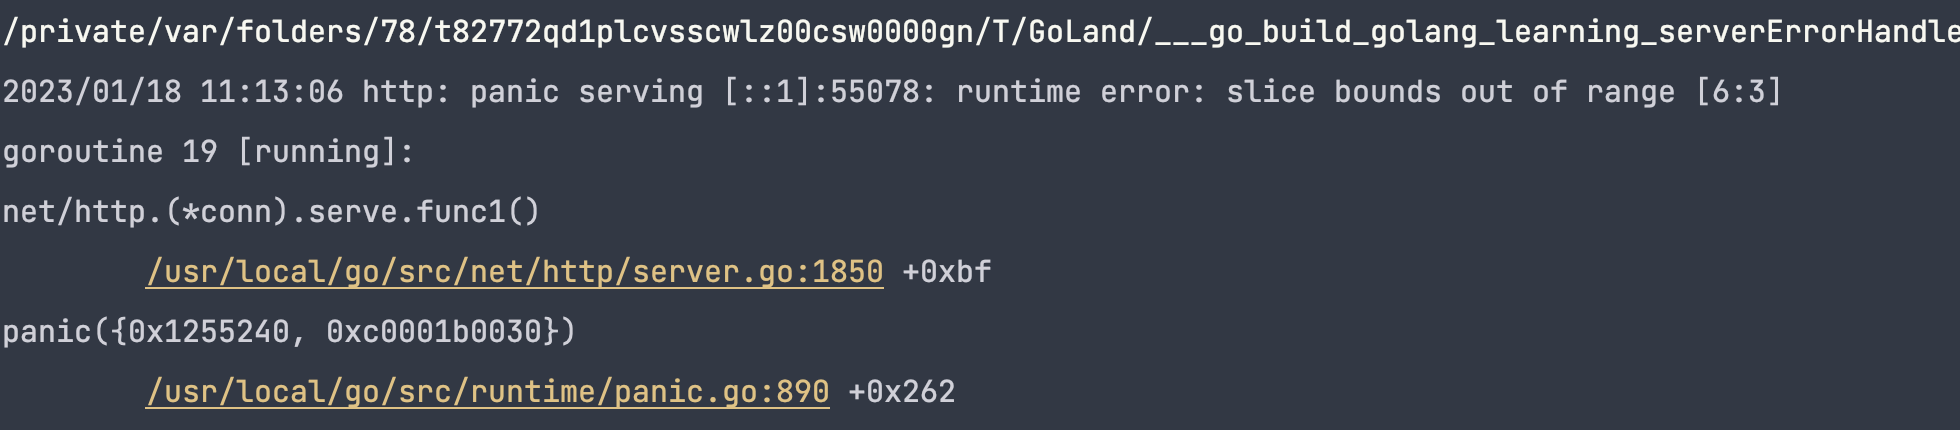 /private/var/folders/78/t82772qd1plcvsscwlz00csw0000gn/T/GoLand/___go_build_golang_learning_serverErrorHandle
2023/01/18 11:13:06 http: panic serving [::1]:55078: runtime error: slice bounds out of range [6:3]
goroutine 19 [running]:
net/http.(*conn).serve.func1()
/usr/local/go/src/net/http/server.go:1850 +0xbf
panic({0x1255240, 0xc0001b0030})
/usr/local/go/src/runtime/panic.go:890 +0x262